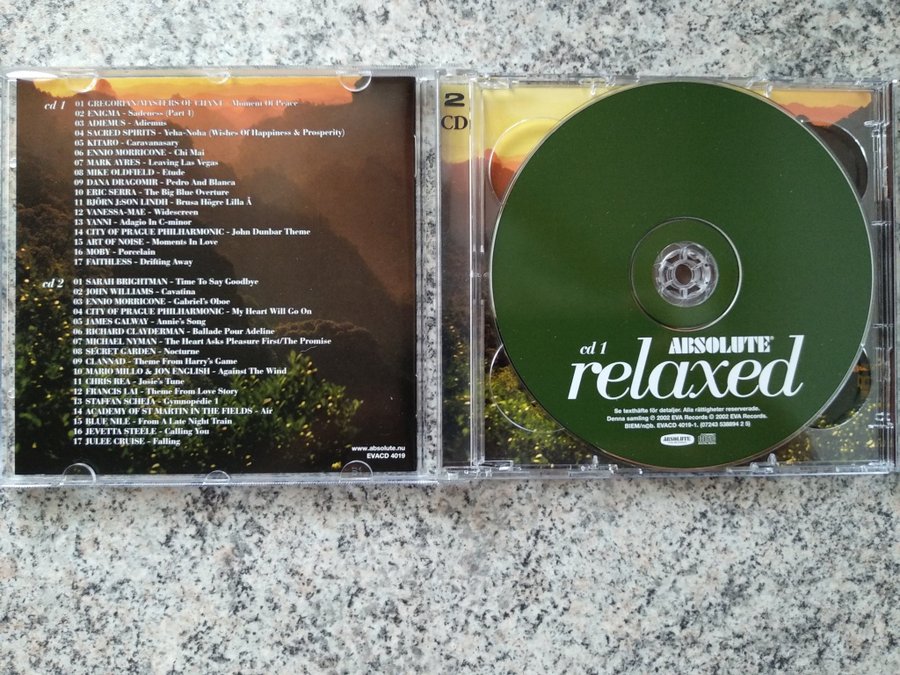 cd 1
01 GREGORIAN/MASTERS OF CHANT - Moment Of Peace
02 ENIGMA - Sadeness (Part 1)
03 ADIEMUS - Adiemus
04 SACRED SPIRITS - Yeha-Noha (Wishes Of Happiness & Prosperity)
05 KITARO - Caravanasary
06 ENNIO MORRICONE - Chi Mai
07 MARK AYRES - Leaving Las Vegas
08 MIKE OLDFIELD - Etude
09 DANA DRAGOMIR - Pedro And Blanca
10 ERIC SERRA - The Big Blue Overture
11 BJÖRN J:SON LINDH - Brusa Högre Lilla Å
12 VANESSA-MAE - Widescreen
13 YANNI - Adagio In C-minor
14 CITY OF PRAGUE PHILHARMONIC - John Dunbar Theme
15 ART OF NOISE - Moments In Love
16 MOBY - Porcelain
17 FAITHLESS - Drifting Away
cd 2
01 SARAH BRIGHTMAN - Time To Say Goodbye
02 JOHN WILLIAMS - Cavatina
03 ENNIO MORRICONE - Gabriel's Oboe
04 CITY OF PRAGUE PHILHARMONIC - My Heart Will Go On
05 JAMES GALWAY - Annie's Song
06 RICHARD CLAYDERMAN - Ballade Pour Adeline
07 MICHAEL NYMAN - The Heart Asks Pleasure First/The Promise
08 SECRET GARDEN - Nocturne
09 CLANNAD - Theme From Harry's Game
10 MARIO MILLO & JON ENGLISH - Against The Wind
11 CHRIS REA - Josie's Tune
12 FRANCIS LAI - Theme From Love Story
13 STAFFAN SCHEJA - Gymnopédie 1
14 ACADEMY OF ST MARTIN IN THE FIELDS - Air
15 BLUE NILE - From A Late Night Train
16 JEVETTA STEELE - Calling You
17 JULEE CRUISE - Falling
www.absolute.nu
EVACD 4019
2
CD
cd 1
ABSOLUTE®
relaxed
Se texthäfte för detaljer. Alla rättigheter reserverade.
Denna samling ℗ 2002 EVA Records © 2002 EVA Records.
BIEM/n©b. EVACD 4019-1. (07243 538894 2 5)
ABSOLUTE